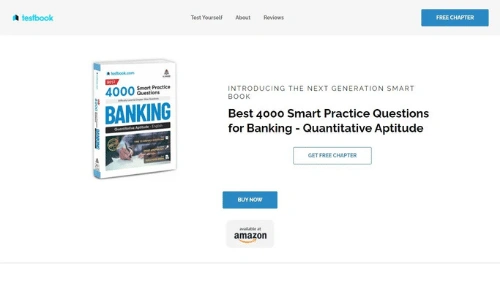 testbook
Test Yourself
About
Reviews
FREE CHAPTER
testbook.com
BEST
4000 Smart Practice
Questions
BANKING
Quantitative Aptitude
INTRODUCING THE NEXT GENERATION SMART
BOOK
Best 4000 Smart Practice Questions
for Banking - Quantitative Aptitude
GET FREE CHAPTER
BUY NOW
available at
amazon